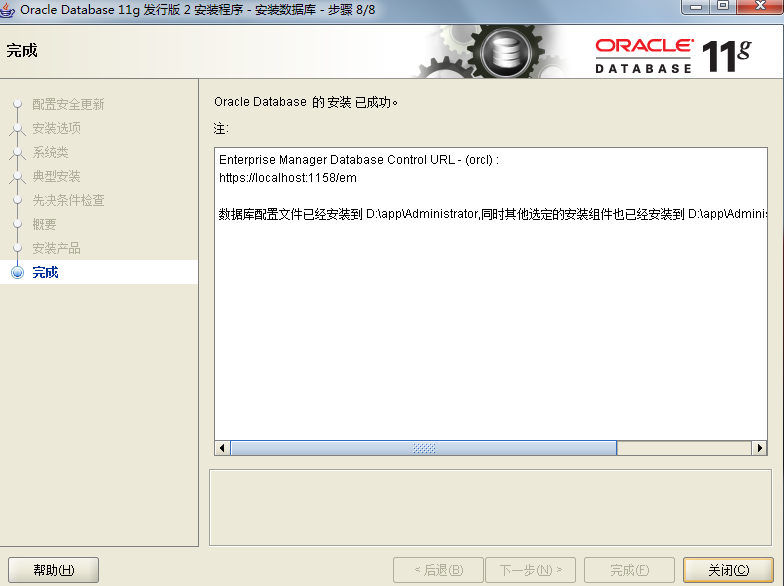 Oracle Database 11g 发行版 2 安装程序 - 安装数据库 - 步骤 8/8
完成
ORACLE
DATABASE
11g
配置安全更新
安装选项
系统类
典型安装
先决条件检查
概要
安装产品
完成
Oracle Database 的 安装 已成功。
注:
Enterprise Manager Database Control URL - (orcl) :
https://localhost:1158/em
数据库配置文件已经安装到 D:\app\Administrator,同时其他选定的安装组件也已经安装到 D:\app\Adminis
帮助(H)
< 后退(B)
下一步(N) >
完成(F)
关闭(C)